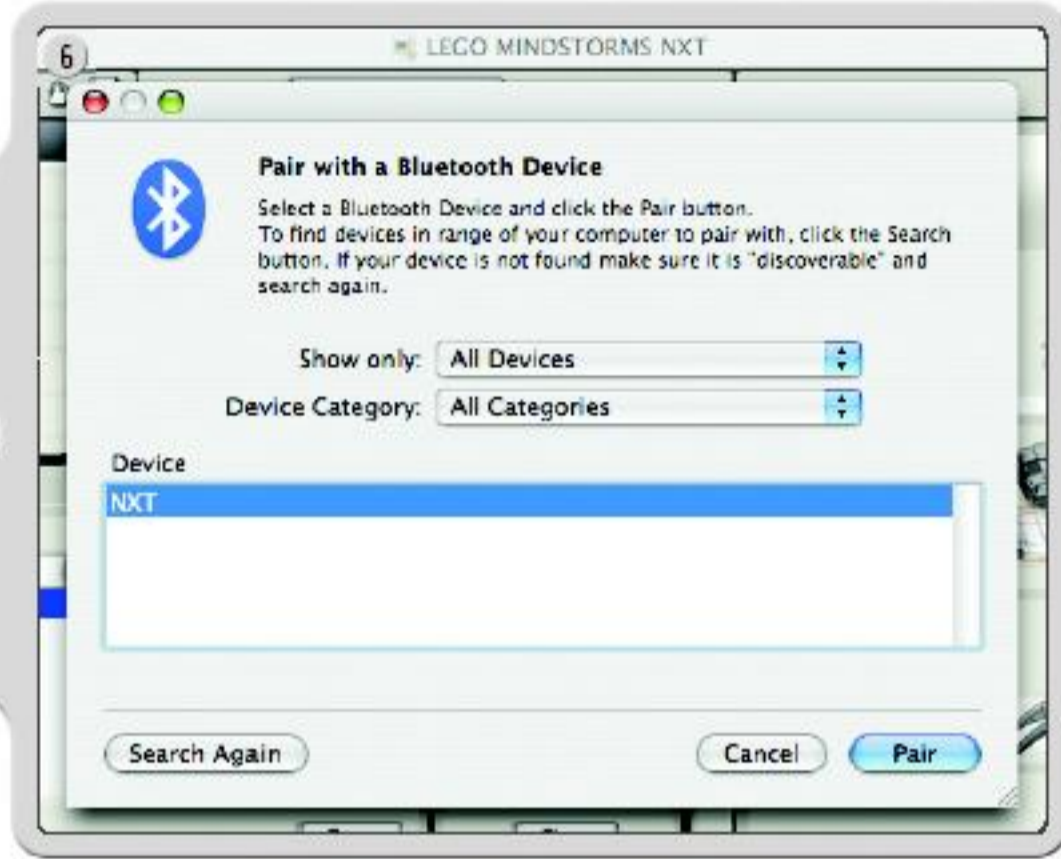 6
LEGO MINDSTORMS NXT
Pair with a Bluetooth Device
Select a Bluetooth Device and click the Pair button.
To find devices in range of your computer to pair with, click the Search
button. If your device is not found make sure it is "discoverable" and
search again.
Show only: All Devices
Device Category: All Categories
Device
NXT
Search Again Cancel Pair